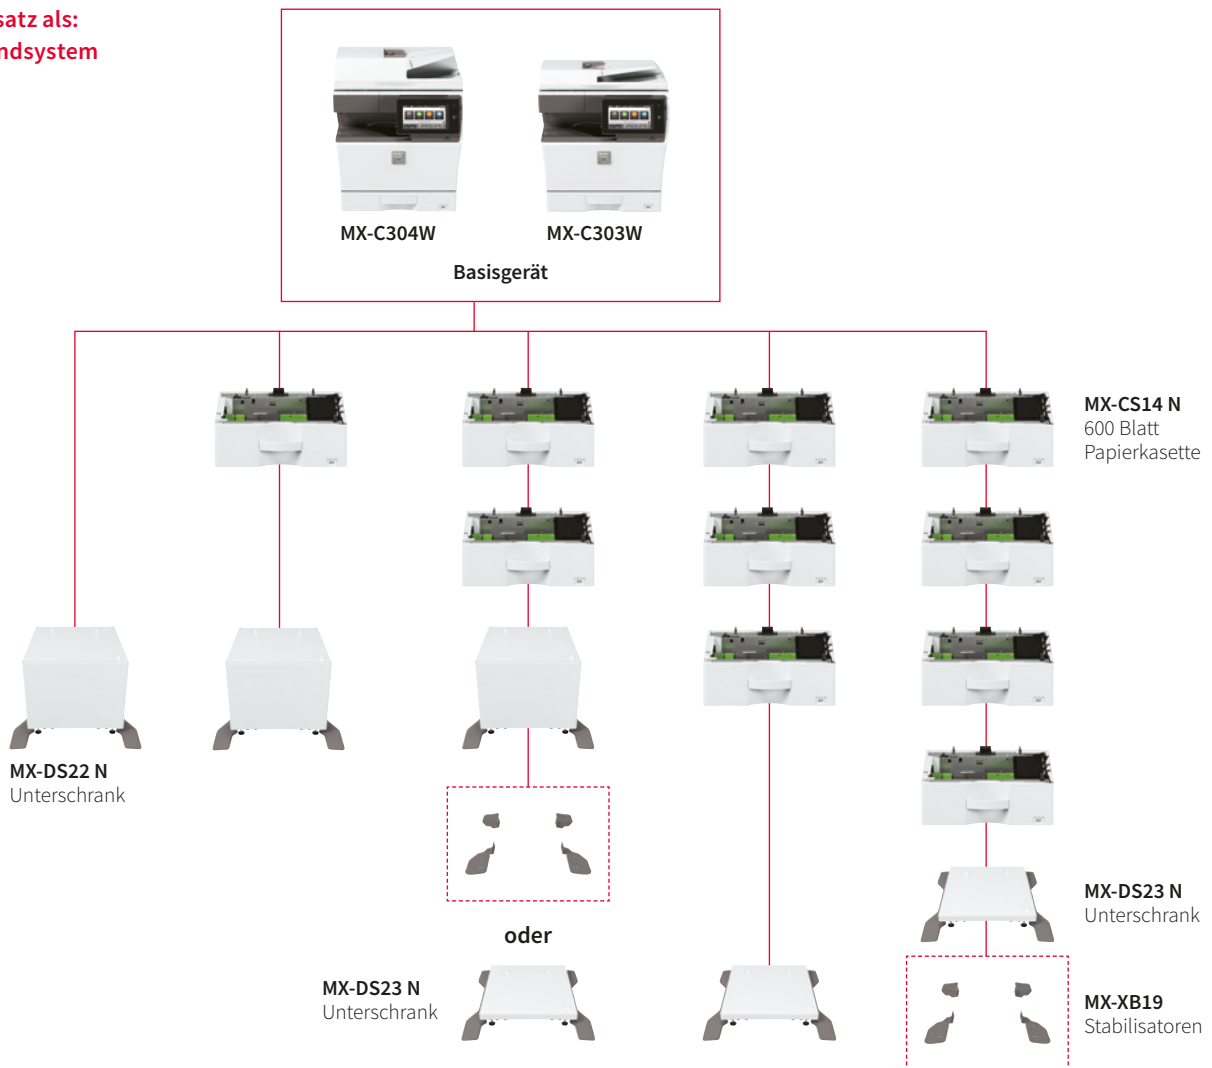 satz als:
ndsystem
MX-C304W
MX-C303W
Basisgerät
MX-CS14 N
600 Blatt
Papierkasette
MX-DS22 N
Unterschrank
oder
MX-DS23 N
Unterschrank
MX-DS23 N
Unterschrank
MX-XB19
Stabilisatoren